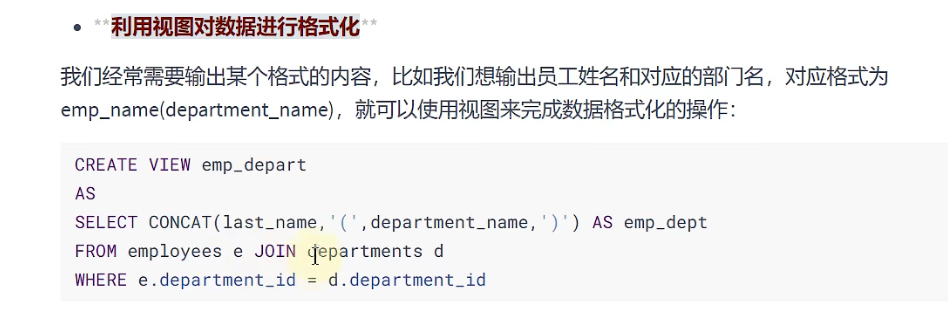 • **利用视图对数据进行格式化**
我们经常需要输出某个格式的内容，比如我们想输出员工姓名和对应的部门名，对应格式为
emp_name(department_name)，就可以使用视图来完成数据格式化的操作：
CREATE VIEW emp_depart
AS
SELECT CONCAT(last_name,'(',department_name,')') AS emp_dept
FROM employees e JOIN departments d
WHERE e.department_id = d.department_id